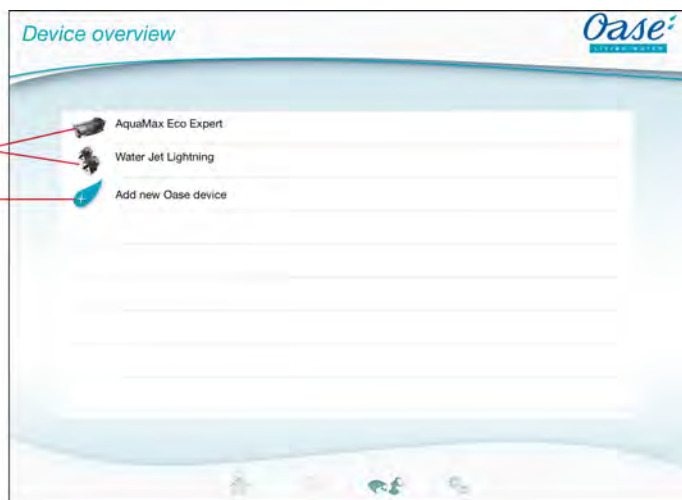 Device overview
Oase
LIVING WATER
AquaMax Eco Expert
Water Jet Lightning
Add new Oase device